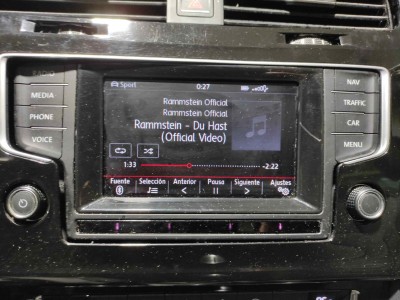 RADIO
MEDIA
PHONE
VOICE
NAV
TRAFFIC
CAR
MENU
Sport
0:27
Rammstein Official
Rammstein Official
Rammstein - Du Hast
(Official Video)
1:33
-2:22
Fuente
Selección
Anterior
Pausa
Siguiente
Ajustes